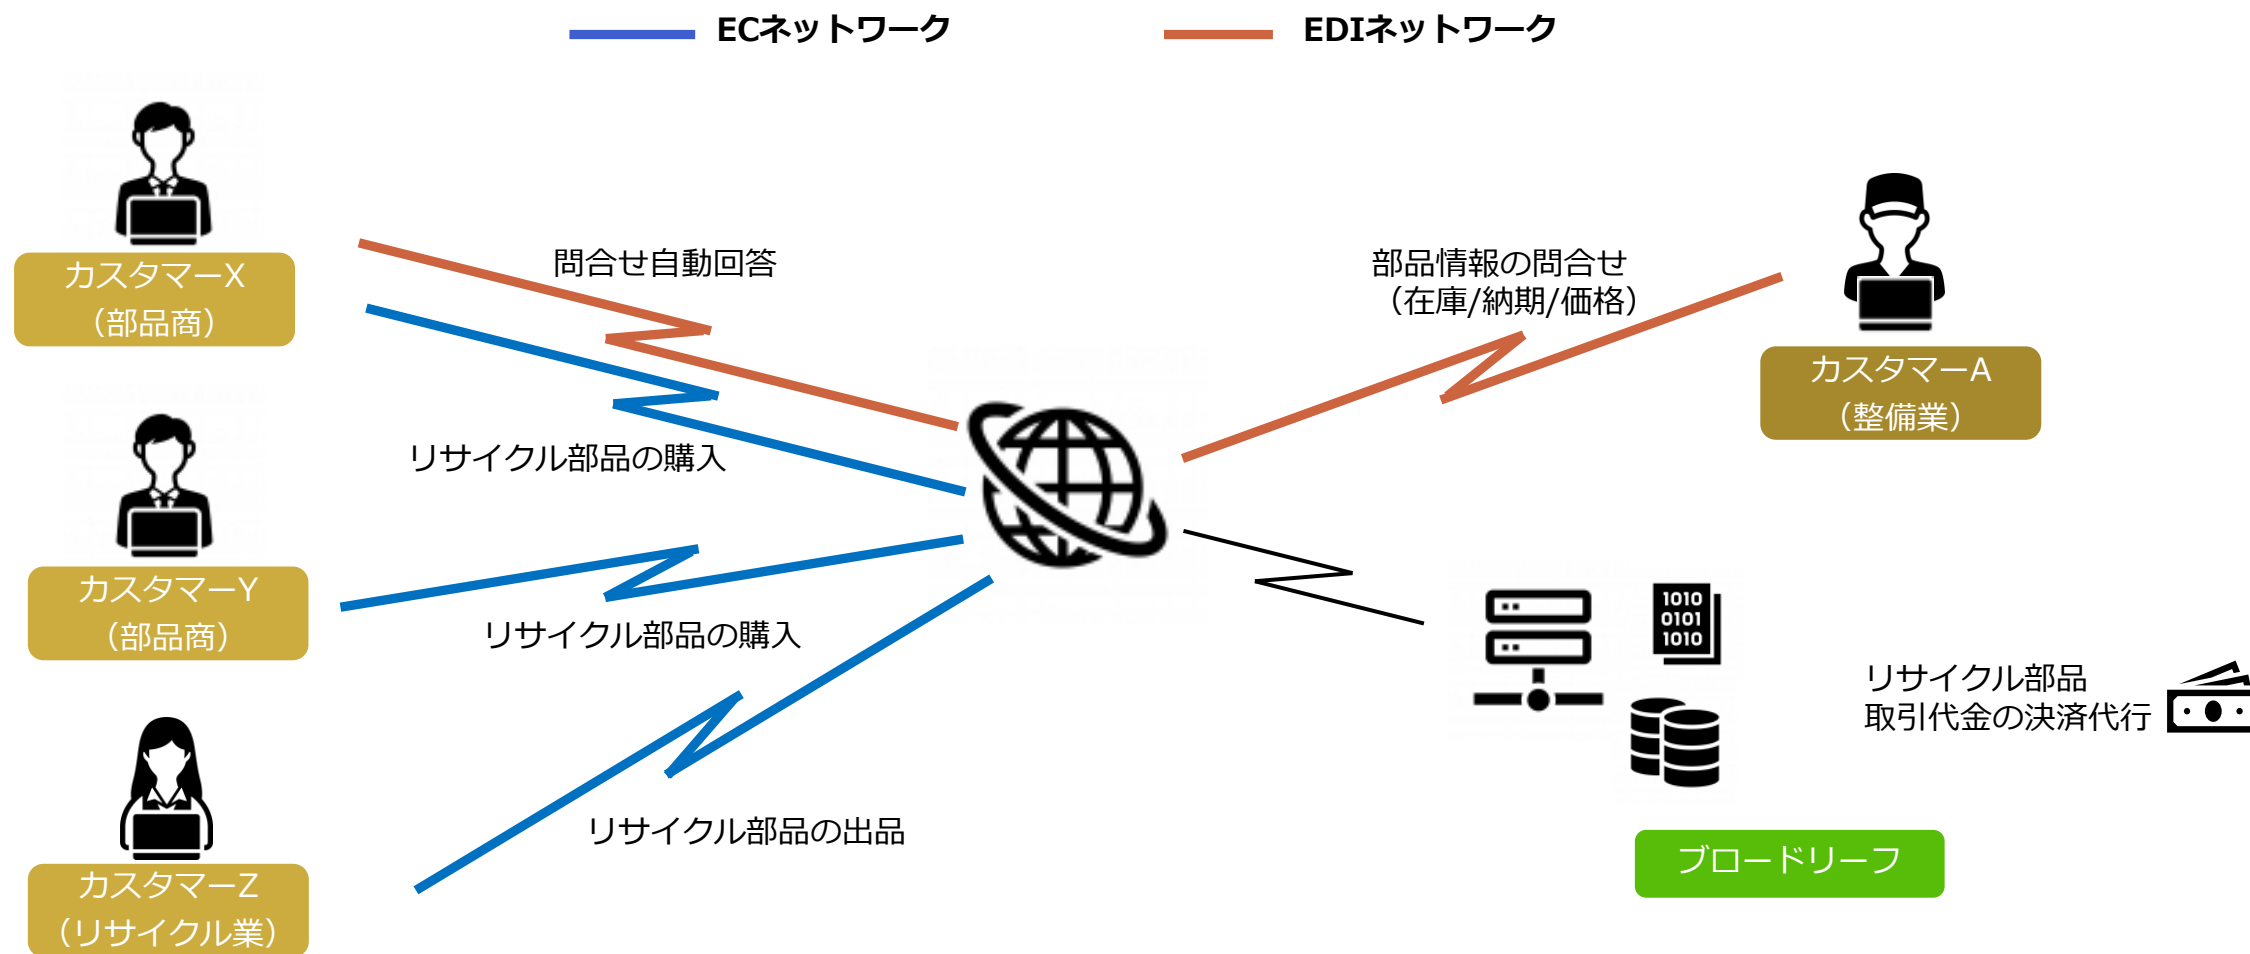 ECネットワーク
EDIネットワーク
カスタマーX
（部品商）
問合せ自動回答
リサイクル部品の購入
部品情報の問合せ
（在庫/納期/価格）
カスタマーA
（整備業）
カスタマーY
（部品商）
リサイクル部品の購入
カスタマーZ
（リサイクル業）
リサイクル部品の出品
1010
0101
1010
リサイクル部品
取引代金の決済代行
ブロードリーフ